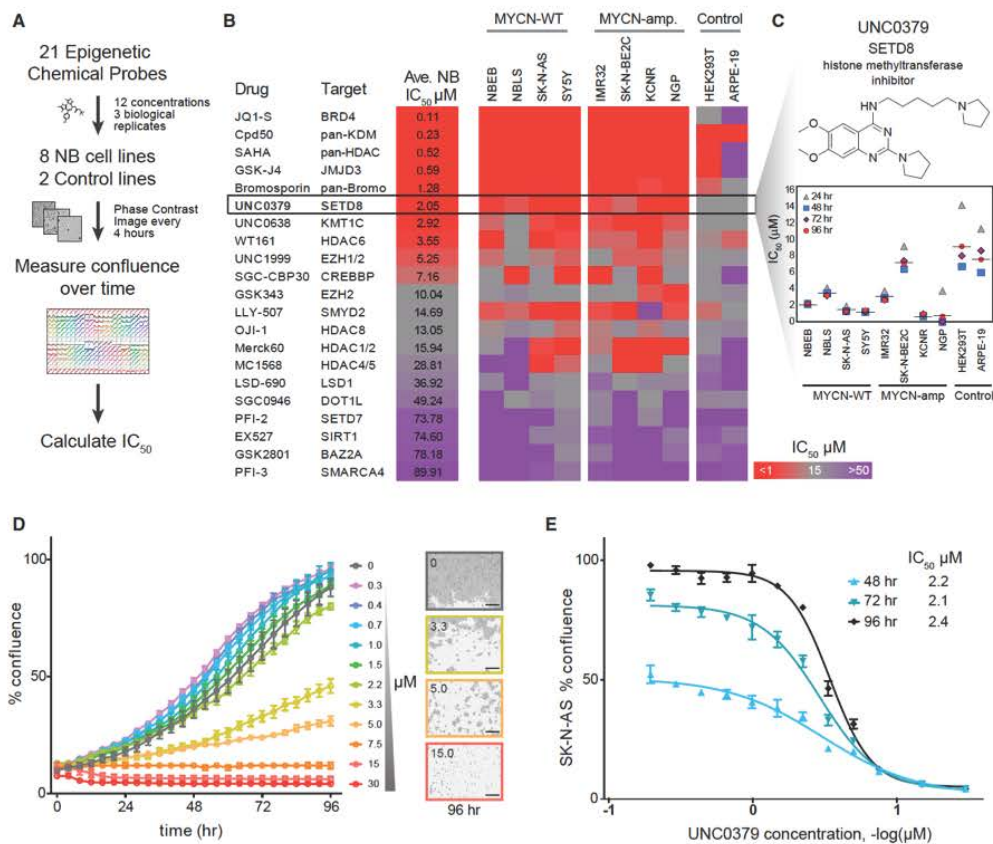 A
21 Epigenetic
Chemical Probes
12 concentrations
3 biological
replicates
8 NB cell lines
2 Control lines
Phase Contrast
Image every
4 hours
Measure confluence
over time
Calculate IC50
B
MYCN-WT MYCN-amp. Control
Drug Target Ave. NB IC50 μM
NBEB NBLS SK-N-AS SY5Y IMR32 SK-N-BE2C KCNR NGP HEK293T ARPE-19
JQ1-S BRD4 0.11
Cpd50 pan-KDM 0.23
SAHA pan-HDAC 0.52
GSK-J4 JMJD3 0.59
Bromosporin pan-Bromo 1.28
UNC0379 SETD8 2.05
UNC0638 KMT1C 2.92
WT161 HDAC6 3.55
UNC1999 EZH1/2 6.25
SGC-CBP30 CREBBP 7.16
GSK343 EZH2 10.04
LLY-507 SMYD2 14.69
OJI-1 HDAC8 13.05
Merck60 HDAC1/2 15.94
MC1568 HDAC4/5 28.81
LSD-690 LSD1 36.92
SGC0946 DOT1L 49.24
PFI-2 SETD7 73.78
EX527 SIRT1 74.60
GSK2801 BAZ2A 78.18
PFI-3 SMARCA4 89.91
IC50 μM
<1 15 >50
C
UNC0379
SETD8
histone methyltransferase
inhibitor
HN N
O N
O N N
IC50 (μM)
16
14
12
10
8
6
4
2
0
24 hr
48 hr
72 hr
96 hr
NBEB NBLS SK-N-AS SY5Y IMR32 SK-N-BE2C KCNR NGP HEK293T ARPE-19
MYCN-WT MYCN-amp Control
D
% confluence
100
50
0
0 24 48 72 96
time (hr)
0
0.3
0.4
0.7
1.0
1.5
2.2
3.3
5.0
7.5
15
30
μM
0
3.3
5.0
15.0
96 hr
E
SK-N-AS % confluence
100
50
0
-1 0 1
UNC0379 concentration, -log(μM)
IC50 μM
48 hr 2.2
72 hr 2.1
96 hr 2.4